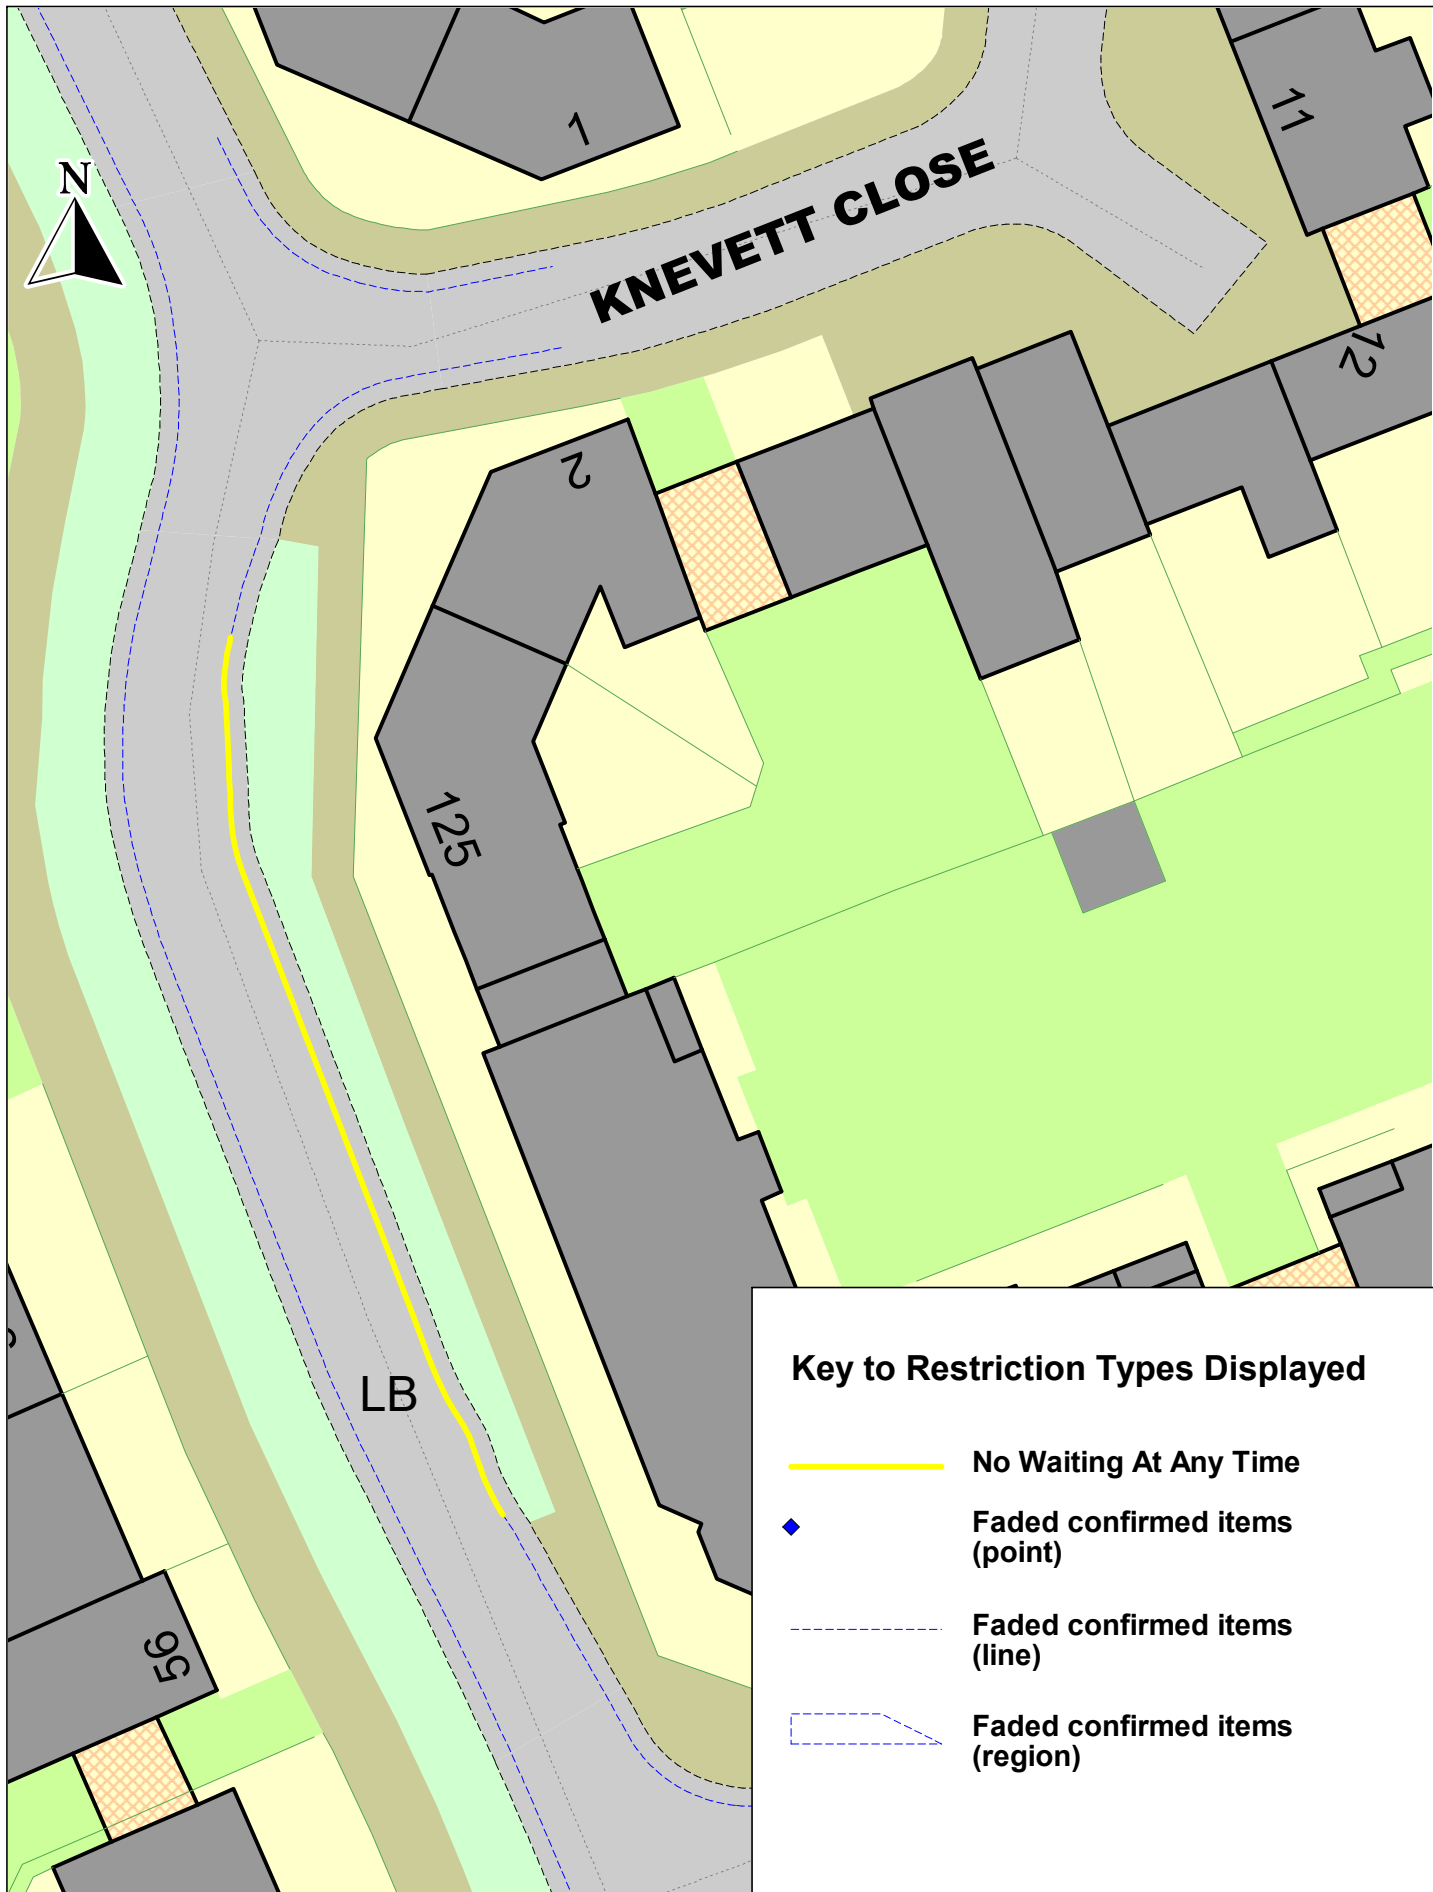 1
11
N
KNEVETT CLOSE
12
2
125
LB
56
Key to Restriction Types Displayed
No Waiting At Any Time
Faded confirmed items
(point)
Faded confirmed items
(line)
Faded confirmed items
(region)